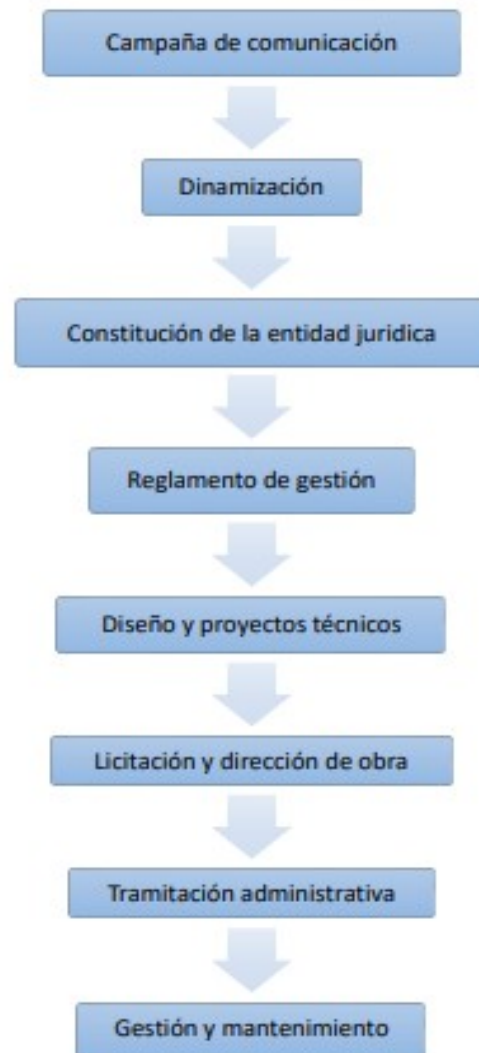 Campaña de comunicación
Dinamización
Constitución de la entidad juridica
Reglamento de gestión
Diseño y proyectos técnicos
Licitación y dirección de obra
Tramitación administrativa
Gestión y mantenimiento